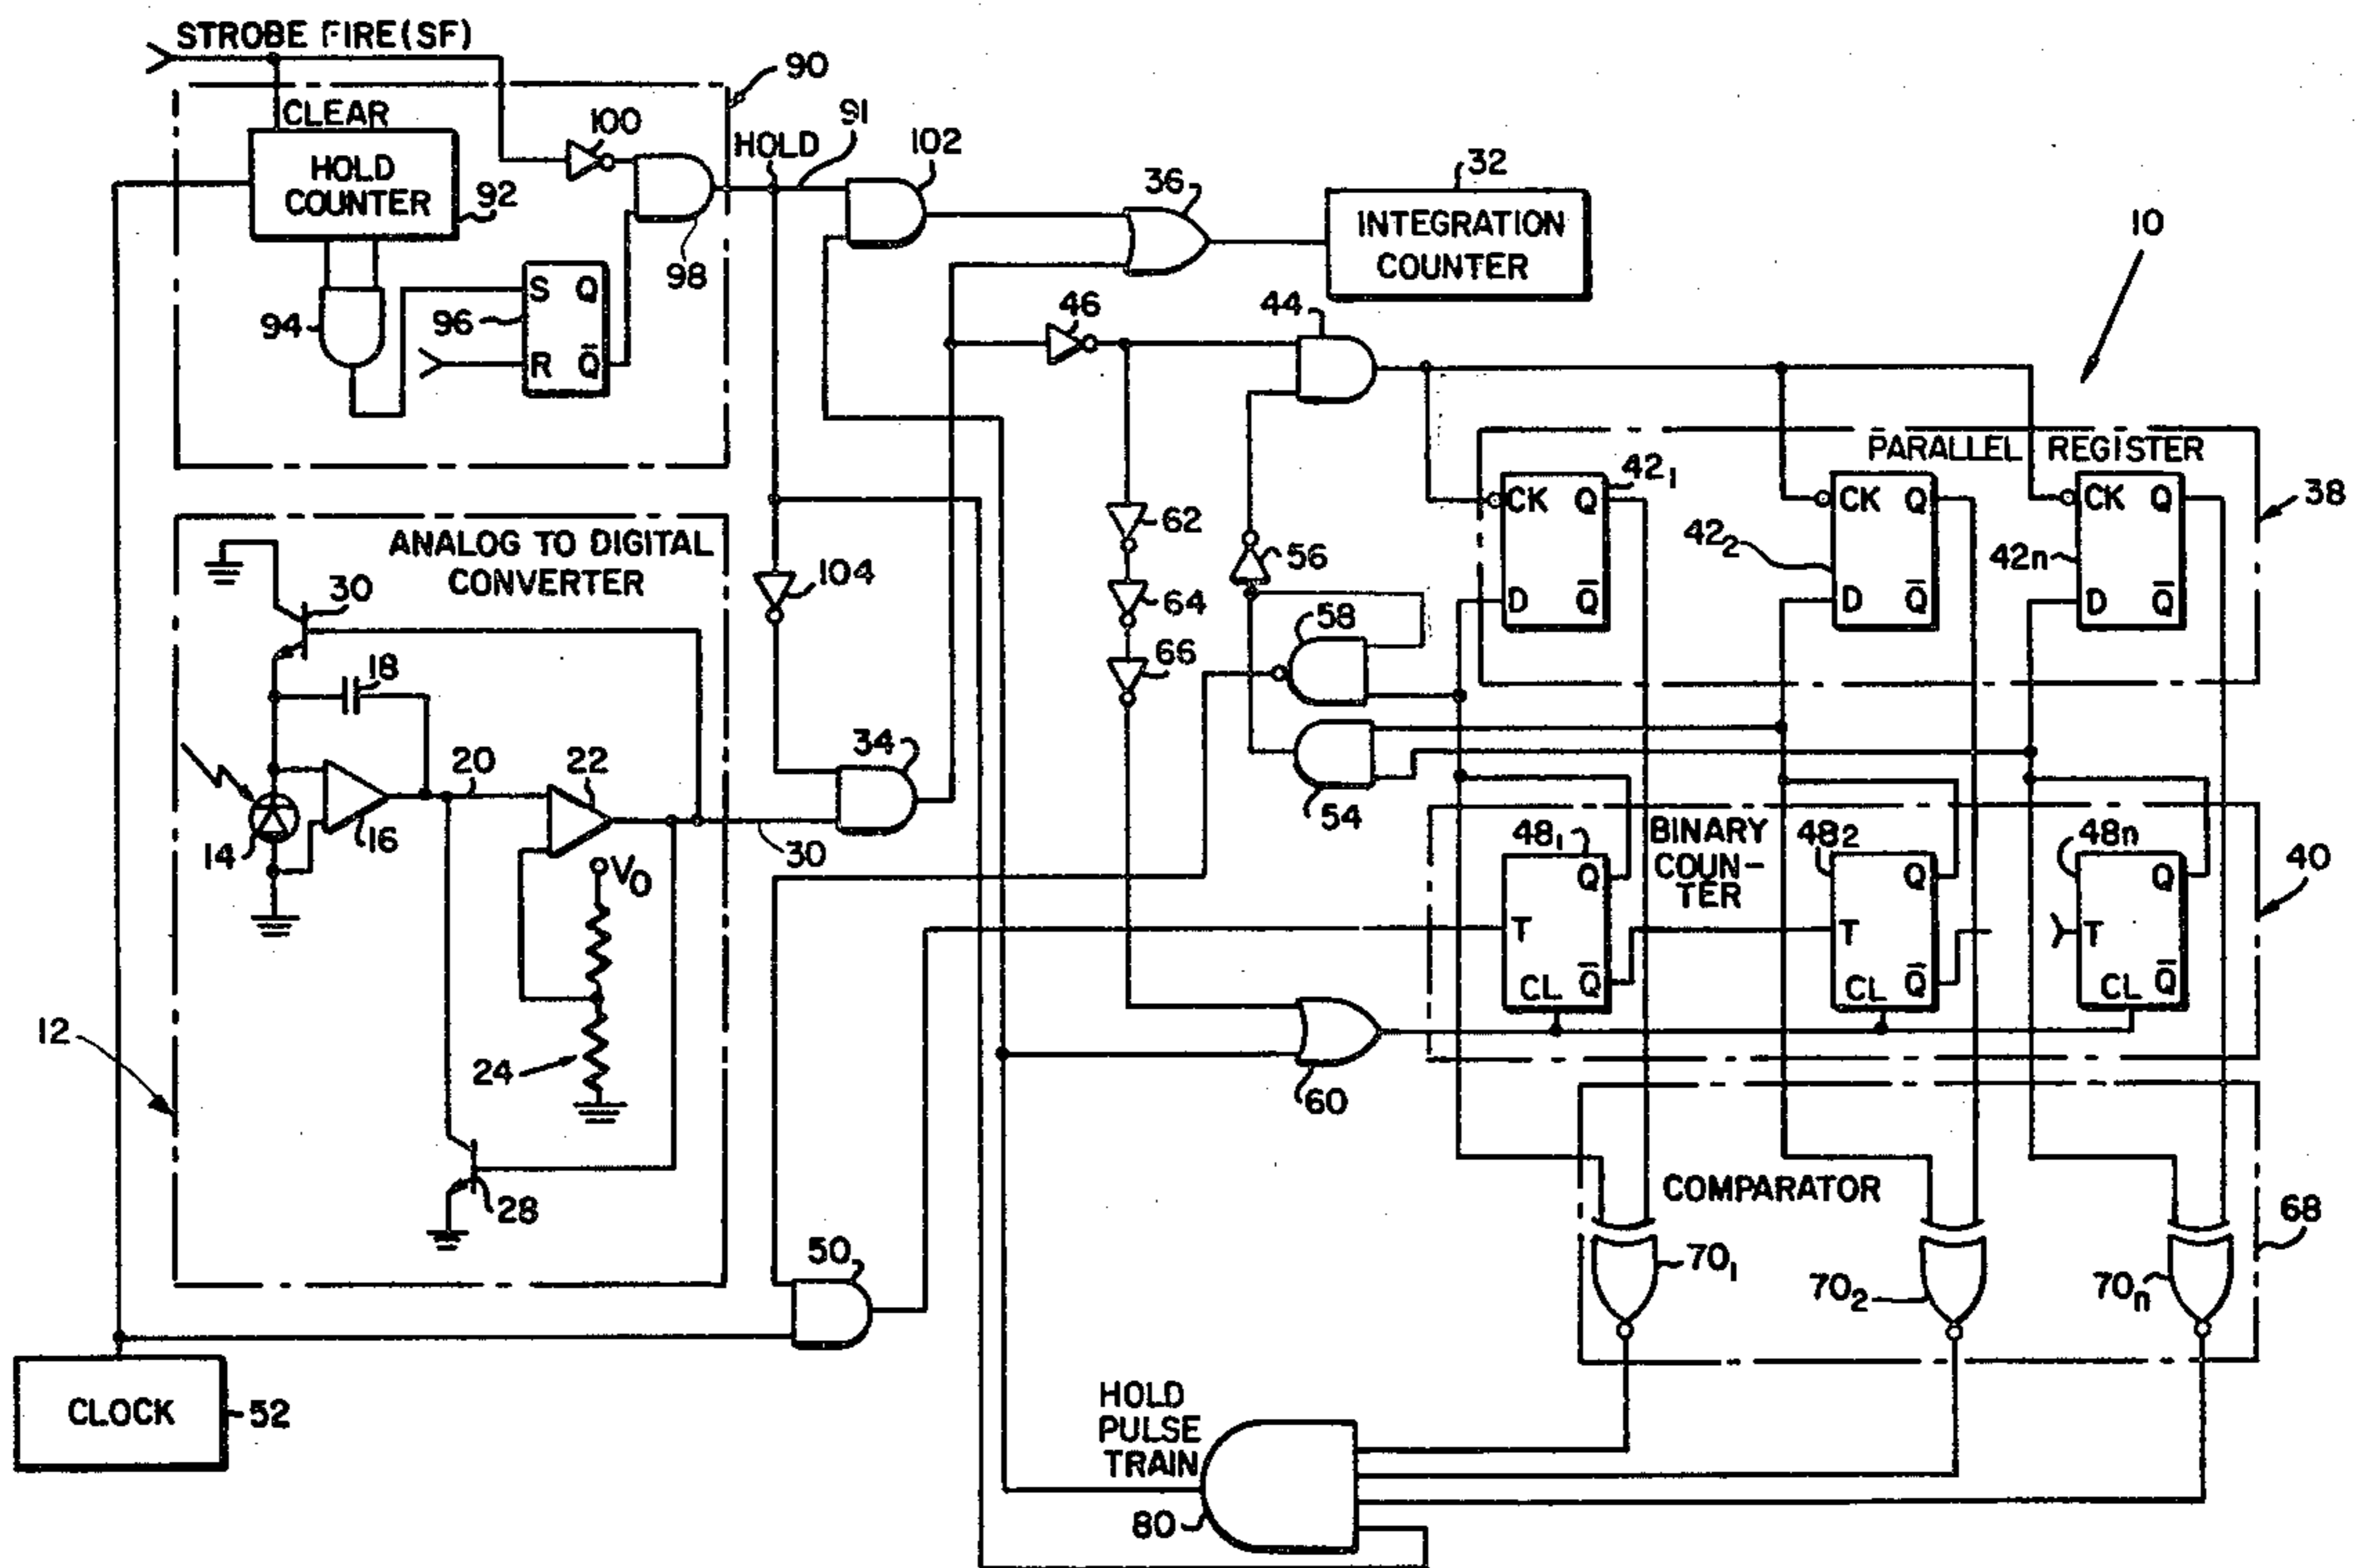 STROBE FIRE (SF)
90
CLEAR
100
HOLD
91
102
HOLD
COUNTER
92
36
32
INTEGRATION
COUNTER
10
98
94
96
S Q
R Q̅
46
44
PARALLEL REGISTER
42₁
CK Q
D Q̅
42₂
CK Q
D Q̅
42n
CK Q
D Q̅
38
ANALOG TO DIGITAL
CONVERTER
30
104
62
56
64
58
66
18
34
20
22
54
14
16
30
V₀
BINARY
COUN-
TER
48₁
48₂
48n
40
Q
T
CL Q̅
Q
T
CL Q̅
Q
T
CL Q̅
12
24
60
28
COMPARATOR
68
50
70₁
70₂
70n
CLOCK
52
HOLD
PULSE
TRAIN
80